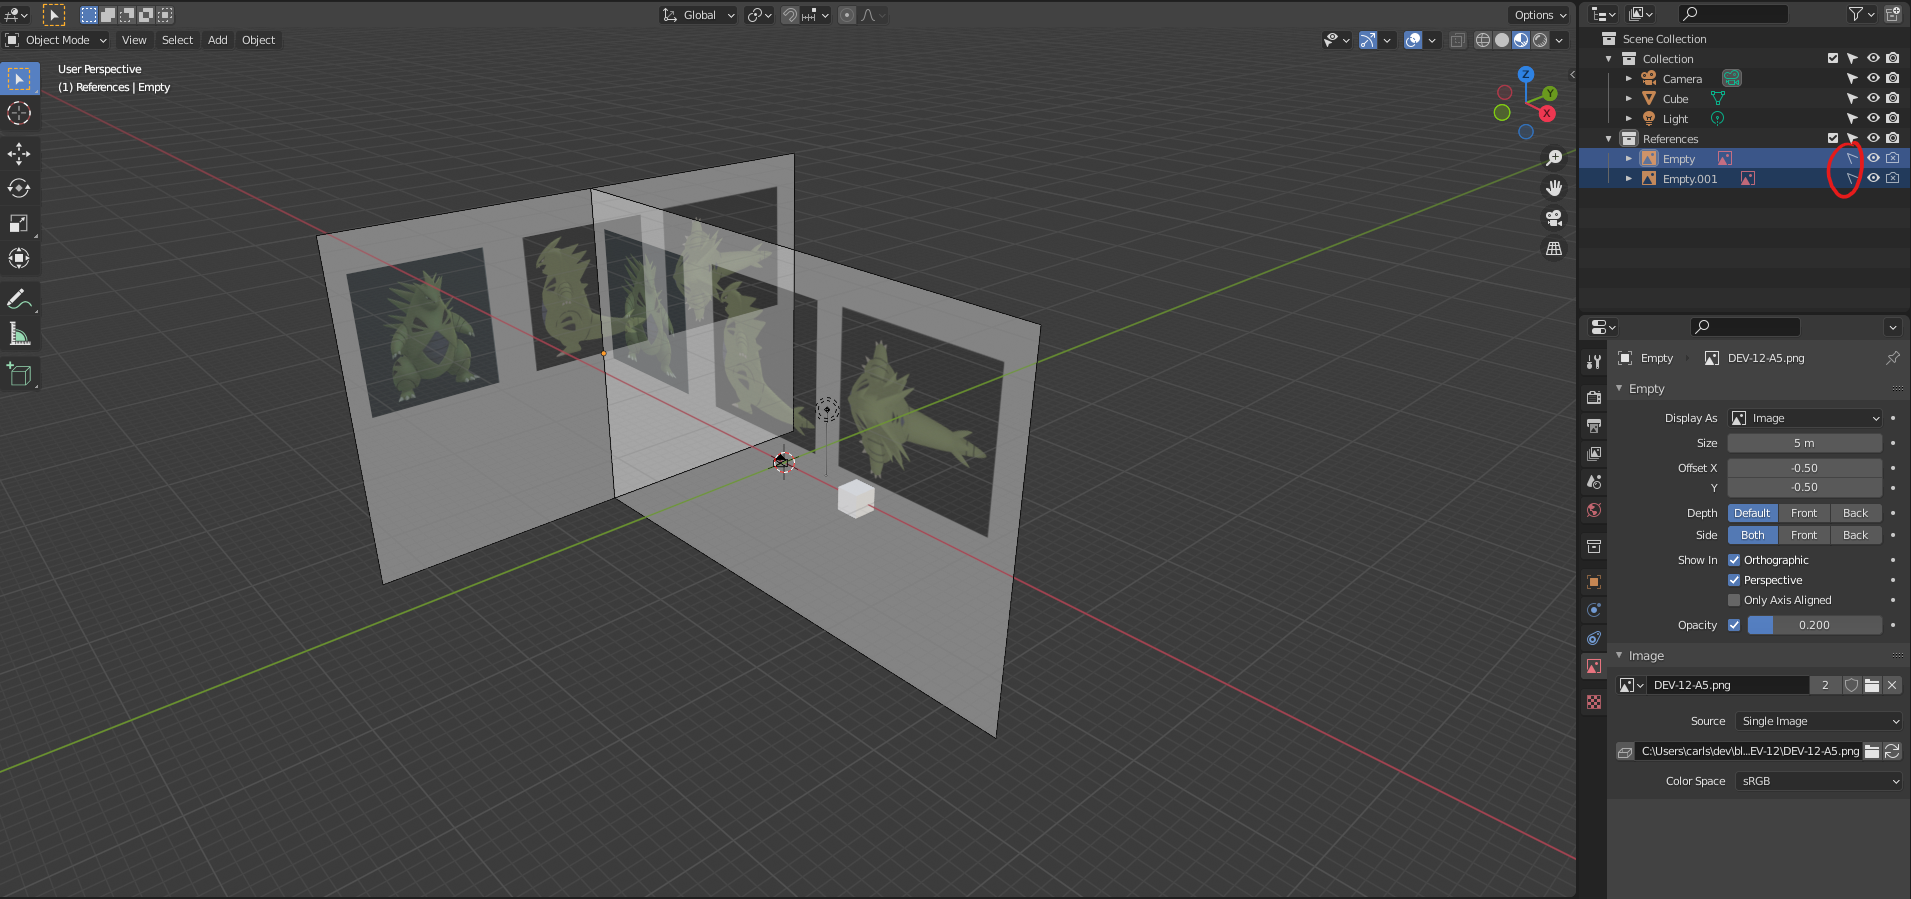 Global
Options
Object Mode
View
Select
Add
Object
User Perspective
(1) References | Empty
Z
Y
X
Scene Collection
Collection
Camera
Cube
Light
References
Empty
Empty.001
Empty
DEV-12-A5.png
Empty
Display As
Image
Size
5 m
Offset X
-0.50
Y
-0.50
Depth
Default
Front
Back
Side
Both
Front
Back
Show In
Orthographic
Perspective
Only Axis Aligned
Opacity
0.200
Image
DEV-12-A5.png
2
Source
Single Image
C:\Users\carls\dev\bl...EV-12\DEV-12-A5.png
Color Space
sRGB